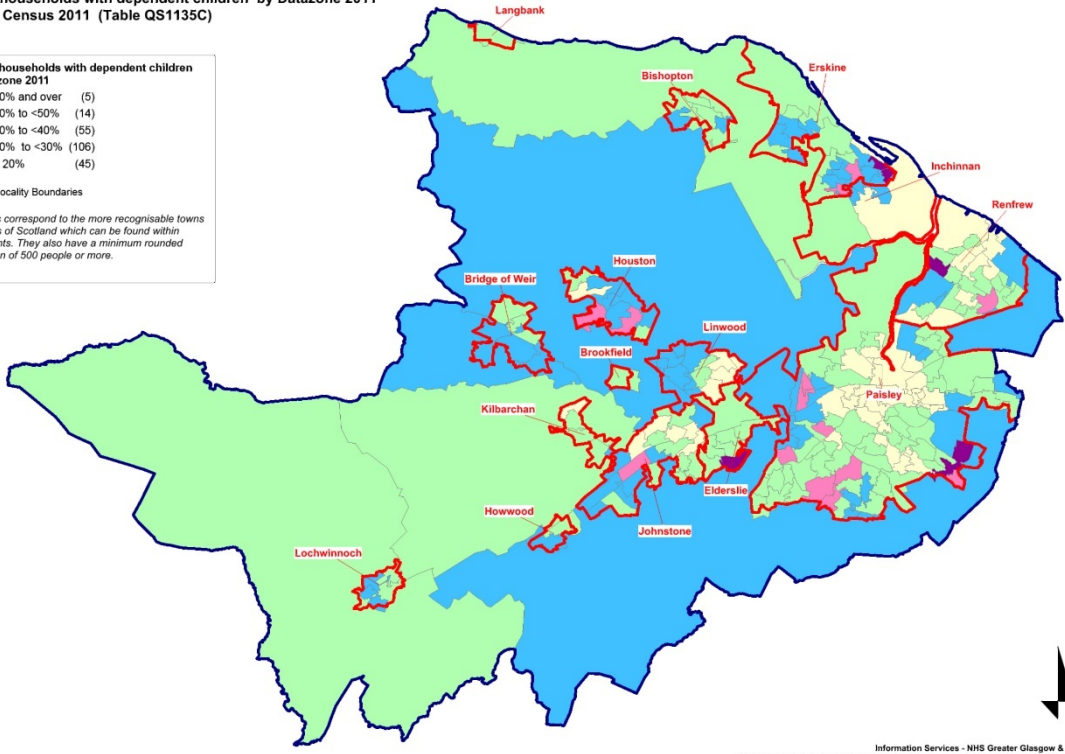 households with dependent children by Datazone 2011
Census 2011 (Table QS1135C)
households with dependent children
zone 2011
0% and over (5)
0% to <50% (14)
0% to <40% (55)
0% to <30% (106)
20% (45)
ocality Boundaries
s correspond to the more recognisable towns
s of Scotland which can be found within
nts. They also have a minimum rounded
n of 500 people or more.
Langbank
Bishopton
Erskine
Inchinnan
Renfrew
Houston
Bridge of Weir
Linwood
Brookfield
Paisley
Kilbarchan
Elderslie
Howwood
Johnstone
Lochwinnoch
Information Services - NHS Greater Glasgow &